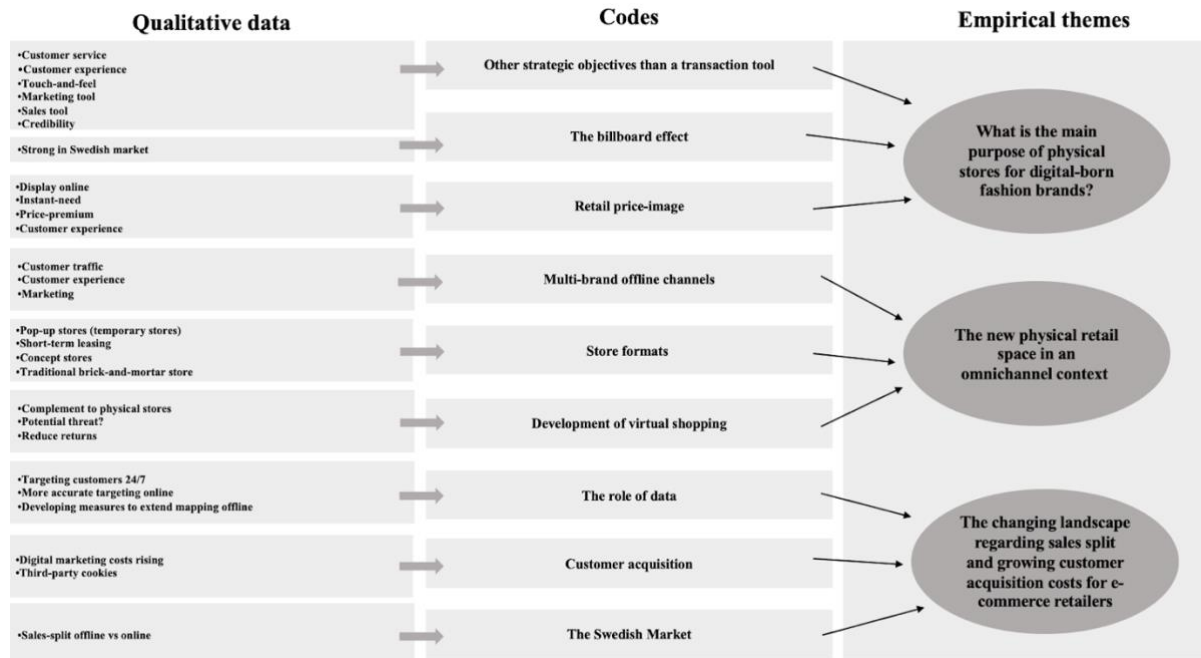 Qualitative data
Codes
Empirical themes
•Customer service
•Customer experience
•Touch-and-feel
•Marketing tool
•Sales tool
•Credibility
Other strategic objectives than a transaction tool
•Strong in Swedish market
The billboard effect
What is the main
purpose of physical
stores for digital-born
fashion brands?
•Display online
•Instant-need
•Price-premium
•Customer experience
Retail price-image
•Customer traffic
•Customer experience
•Marketing
Multi-brand offline channels
•Pop-up stores (temporary stores)
•Short-term leasing
•Concept stores
•Traditional brick-and-mortar store
Store formats
The new physical retail
space in an
omnichannel context
•Complement to physical stores
•Potential threat?
•Reduce returns
Development of virtual shopping
•Targeting customers 24/7
•More accurate targeting online
•Developing measures to extend mapping offline
The role of data
•Digital marketing costs rising
•Third-party cookies
Customer acquisition
The changing landscape
regarding sales split
and growing customer
acquisition costs for e-
commerce retailers
•Sales-split offline vs online
The Swedish Market